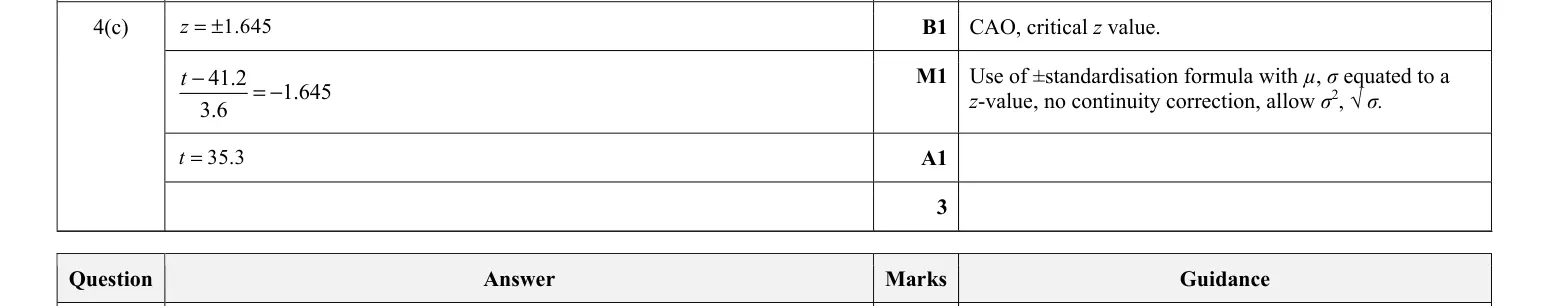 4(c) z = ±1.645 B1 CAO, critical z value.
t − 41.2 / 3.6 = −1.645 M1 Use of ±standardisation formula with μ, σ equated to a
z-value, no continuity correction, allow σ², √ σ.
t = 35.3 A1
3
Question Answer Marks Guidance